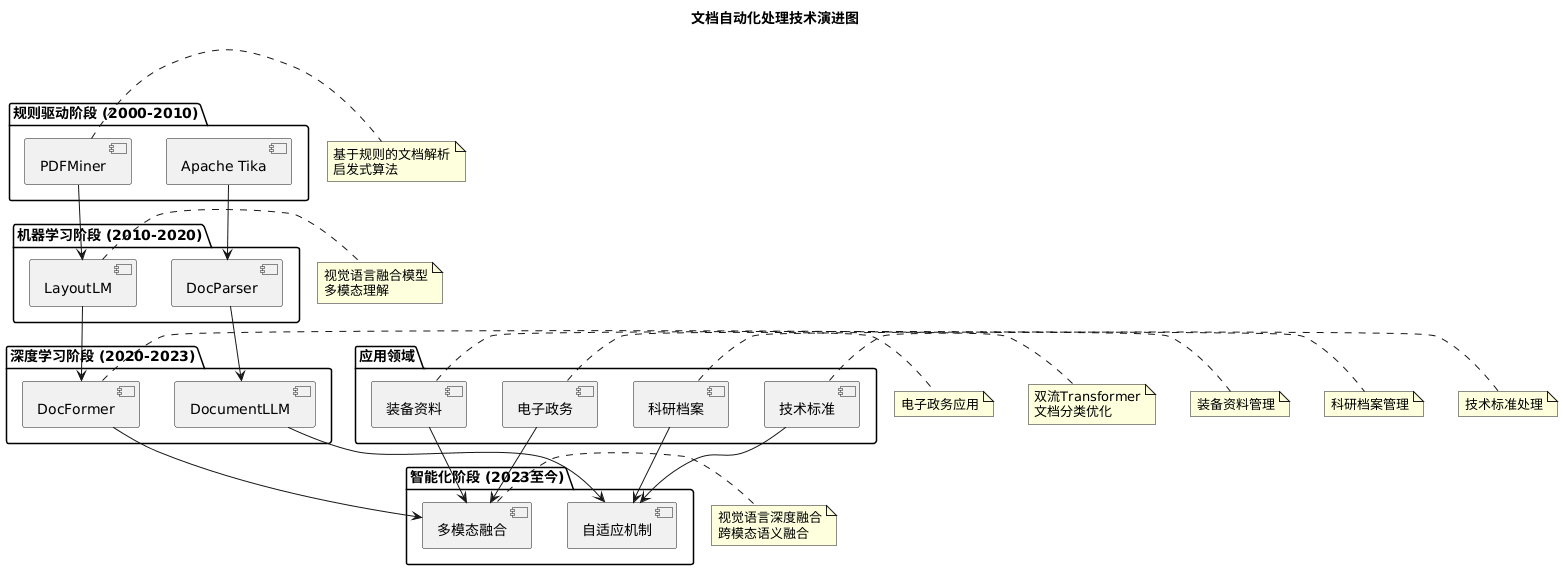 文档自动化处理技术演进图
规则驱动阶段 (2000-2010)
PDFMiner
Apache Tika
基于规则的文档解析
启发式算法
机器学习阶段 (2010-2020)
LayoutLM
DocParser
视觉语言融合模型
多模态理解
深度学习阶段 (2020-2023)
DocFormer
DocumentLLM
应用领域
装备资料
电子政务
科研档案
技术标准
电子政务应用
双流Transformer
文档分类优化
装备资料管理
科研档案管理
技术标准处理
智能化阶段 (2023至今)
多模态融合
自适应机制
视觉语言深度融合
跨模态语义融合